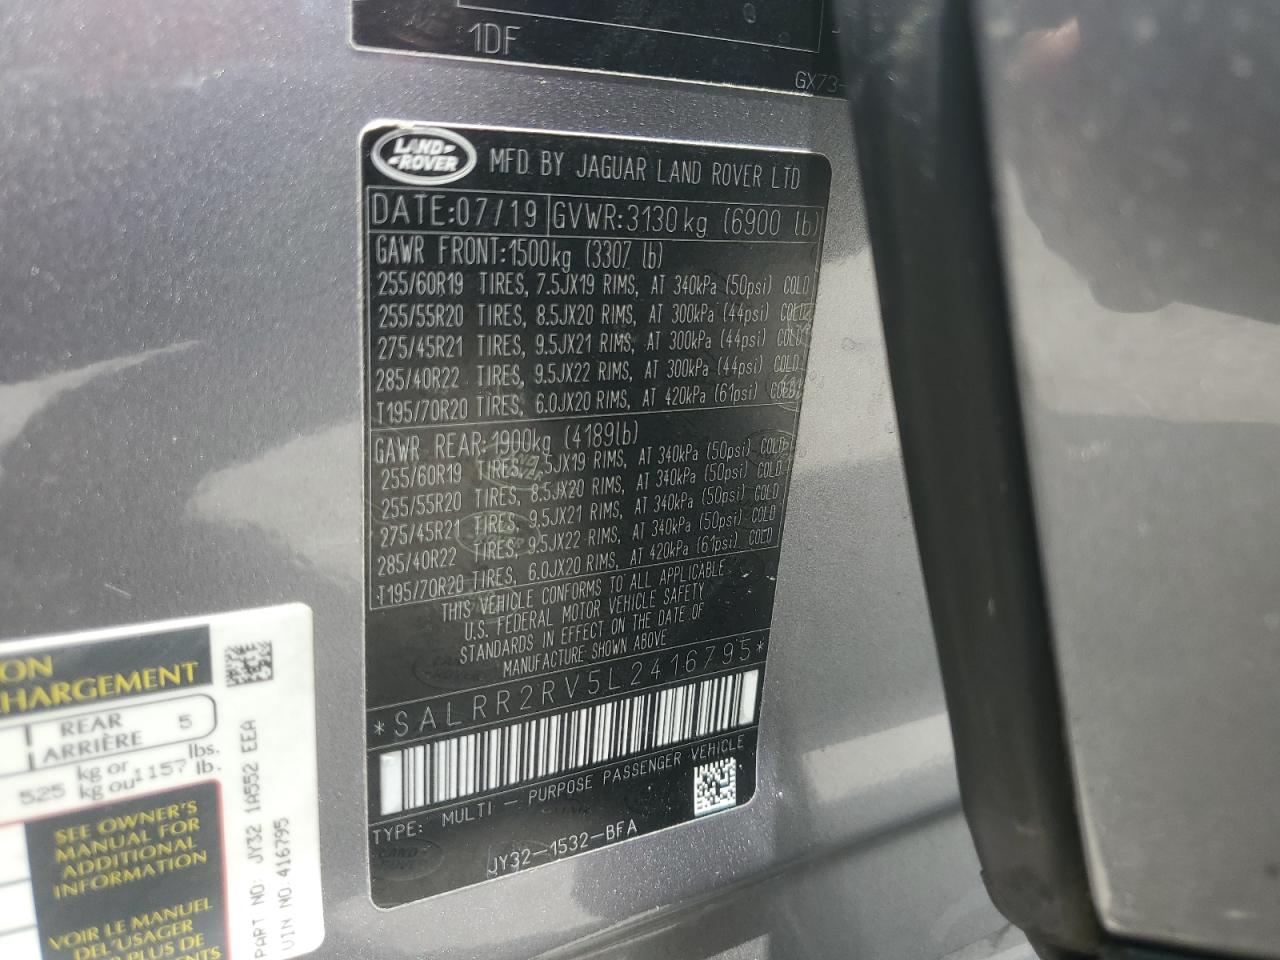 1DF
GX73-
LAND ROVER
MFD BY JAGUAR LAND ROVER LTD
DATE:07/19 GVWR:3130 kg (6900 lb)
GAWR FRONT:1500kg (3307 lb)
255/60R19 TIRES, 7.5JX19 RIMS, AT 340kPa (50psi) COLD
255/55R20 TIRES, 8.5JX20 RIMS, AT 300kPa (44psi) COLD
275/45R21 TIRES, 9.5JX21 RIMS, AT 300kPa (44psi) COLD
285/40R22 TIRES, 9.5JX22 RIMS, AT 300kPa (44psi) COLD
T195/70R20 TIRES, 6.0JX20 RIMS, AT 420kPa (61psi) COLD
GAWR REAR:1900kg (4189lb)
255/60R19 TIRES, 7.5JX19 RIMS, AT 340kPa (50psi) COLD
255/55R20 TIRES, 8.5JX20 RIMS, AT 340kPa (50psi) COLD
275/45R21 TIRES, 9.5JX21 RIMS, AT 340kPa (50psi) COLD
285/40R22 TIRES, 9.5JX22 RIMS, AT 340kPa (50psi) COLD
T195/70R20 TIRES, 6.0JX20 RIMS, AT 420kPa (61psi) COLD
THIS VEHICLE CONFORMS TO ALL APPLICABLE
U.S. FEDERAL MOTOR VEHICLE SAFETY
STANDARDS IN EFFECT ON THE DATE OF
MANUFACTURE SHOWN ABOVE
*SALRR2RV5L2416795*
TYPE: MULTI - PURPOSE PASSENGER VEHICLE
JY32-1532-BFA
ON
HARGEMENT
REAR 5
ARRIÈRE
525 kg or 1157 lbs.
kg ou lb.
SEE OWNER'S
MANUAL FOR
ADDITIONAL
INFORMATION
VOIR LE MANUEL
DE L'USAGER
PLUS DE
PART NO: JY32 1A552 EEA
VIN NO:416795